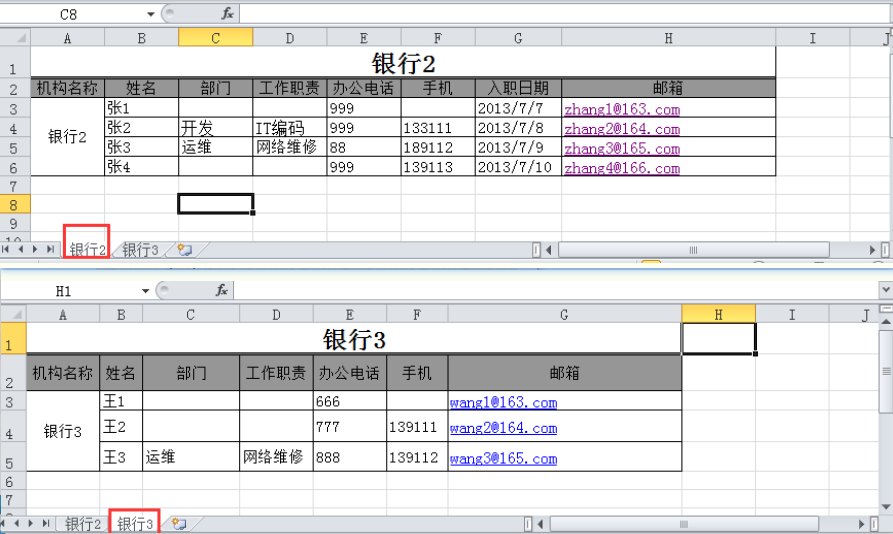 C8 fx
A B C D E F G H I J
1 银行2
2 机构名称 姓名 部门 工作职责 办公电话 手机 入职日期 邮箱
3 张1 999 2013/7/7 zhang1@163.com
4 银行2 张2 开发 IT编码 999 133111 2013/7/8 zhang2@164.com
5 张3 运维 网络维修 88 189112 2013/7/9 zhang3@165.com
6 张4 999 139113 2013/7/10 zhang4@166.com
7
8
9
10
银行2 银行3
H1 fx
A B C D E F G H I J
1 银行3
2 机构名称 姓名 部门 工作职责 办公电话 手机 邮箱
3 王1 666 wang1@163.com
4 银行3 王2 777 139111 wang2@164.com
5 王3 运维 网络维修 888 139112 wang3@165.com
6
7
银行2 银行3